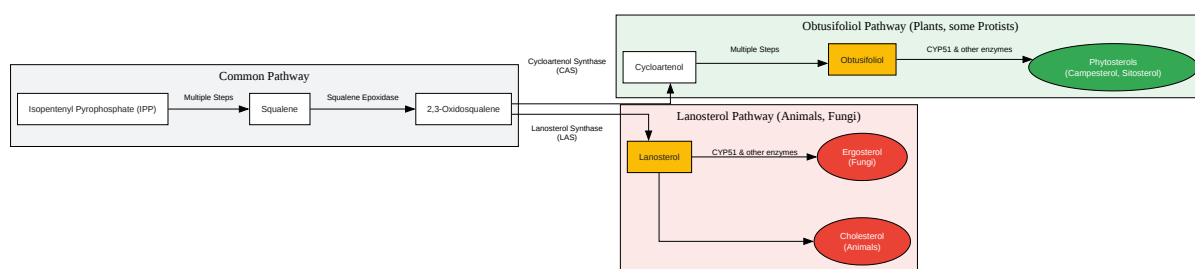 Common Pathway
Isopentenyl Pyrophosphate (IPP)
Multiple Steps
Squalene
Squalene Epoxidase
2,3-Oxidosqualene
Cycloartenol Synthase
(CAS)
Lanosterol Synthase
(LAS)
Obtusifoliol Pathway (Plants, some Protists)
Cycloartenol
Multiple Steps
Obtusifoliol
CYP51 & other enzymes
Phytosterols
(Campesterol, Sitosterol)
Lanosterol Pathway (Animals, Fungi)
Lanosterol
CYP51 & other enzymes
Ergosterol
(Fungi)
Cholesterol
(Animals)